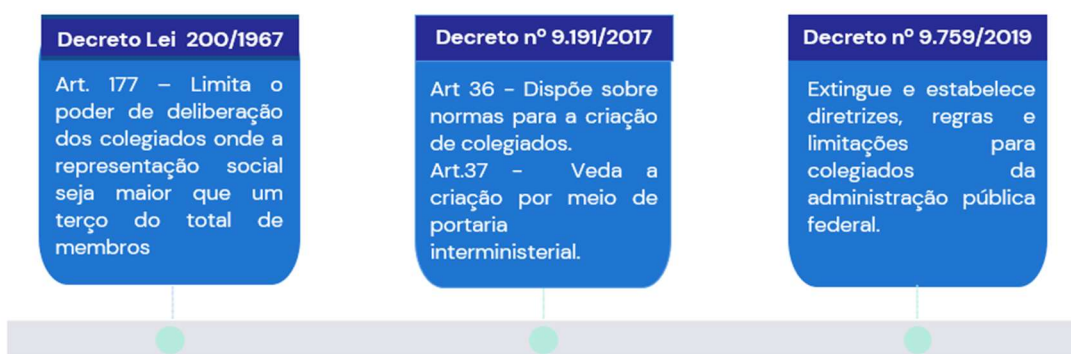 Decreto Lei 200/1967
Art. 177 – Limita o
poder de deliberação
dos colegiados onde a
representação social
seja maior que um
terço do total de
membros
Decreto nº 9.191/2017
Art 36 - Dispõe sobre
normas para a criação
de colegiados.
Art.37 - Veda a
criação por meio de
portaria
interministerial.
Decreto nº 9.759/2019
Extingue e estabelece
diretrizes, regras e
limitações para
colegiados da
administração pública
federal.